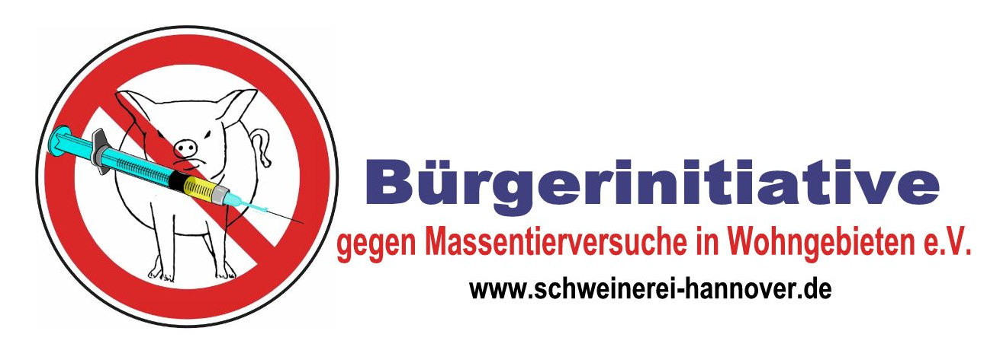 Bürgerinitiative
gegen Massentierversuche in Wohngebieten e.V.
www.schweinerei-hannover.de